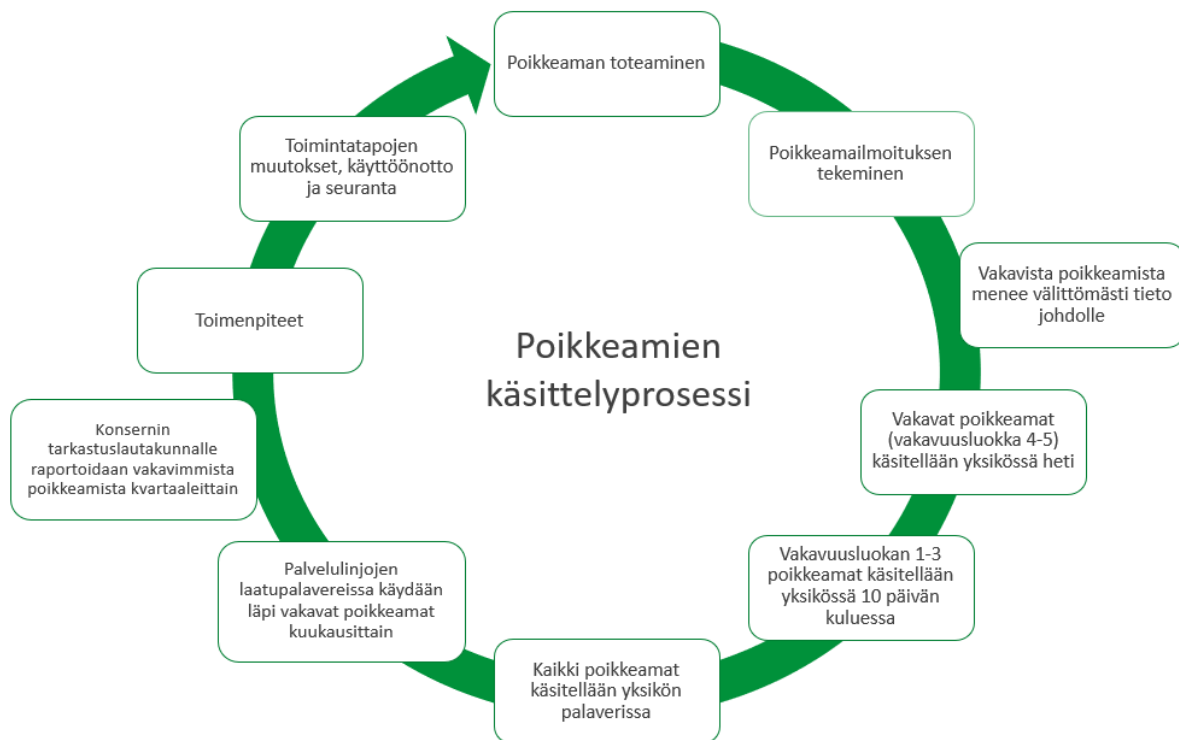 Poikkeaman toteaminen
Poikkeamailmoituksen
tekeminen
Vakavista poikkeamista
menee välittömästi tieto
johdolle
Vakavat poikkeamat
(vakavuusluokka 4-5)
käsitellään yksikössä heti
Vakavuusluokan 1-3
poikkeamat käsitellään
yksikössä 10 päivän
kuluessa
Kaikki poikkeamat
käsitellään yksikön
palaverissa
Palvelulinjojen
laatupalavereissa käydään
läpi vakavat poikkeamat
kuukausittain
Konsernin
tarkastuslautakunnalle
raportoidaan vakavimmista
poikkeamista kvartaaleittain
Toimenpiteet
Toimintatapojen
muutokset, käyttöönotto
ja seuranta
Poikkeamien
käsittelyprosessi